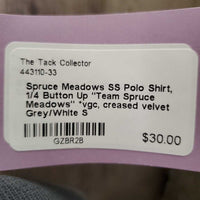 The Tack Collector
443110-33
Spruce Meadows SS Polo Shirt,
1/4 Button Up "Team Spruce
Meadows" *vgc, creased velvet
Grey/White S
GZBR2B
$30.00